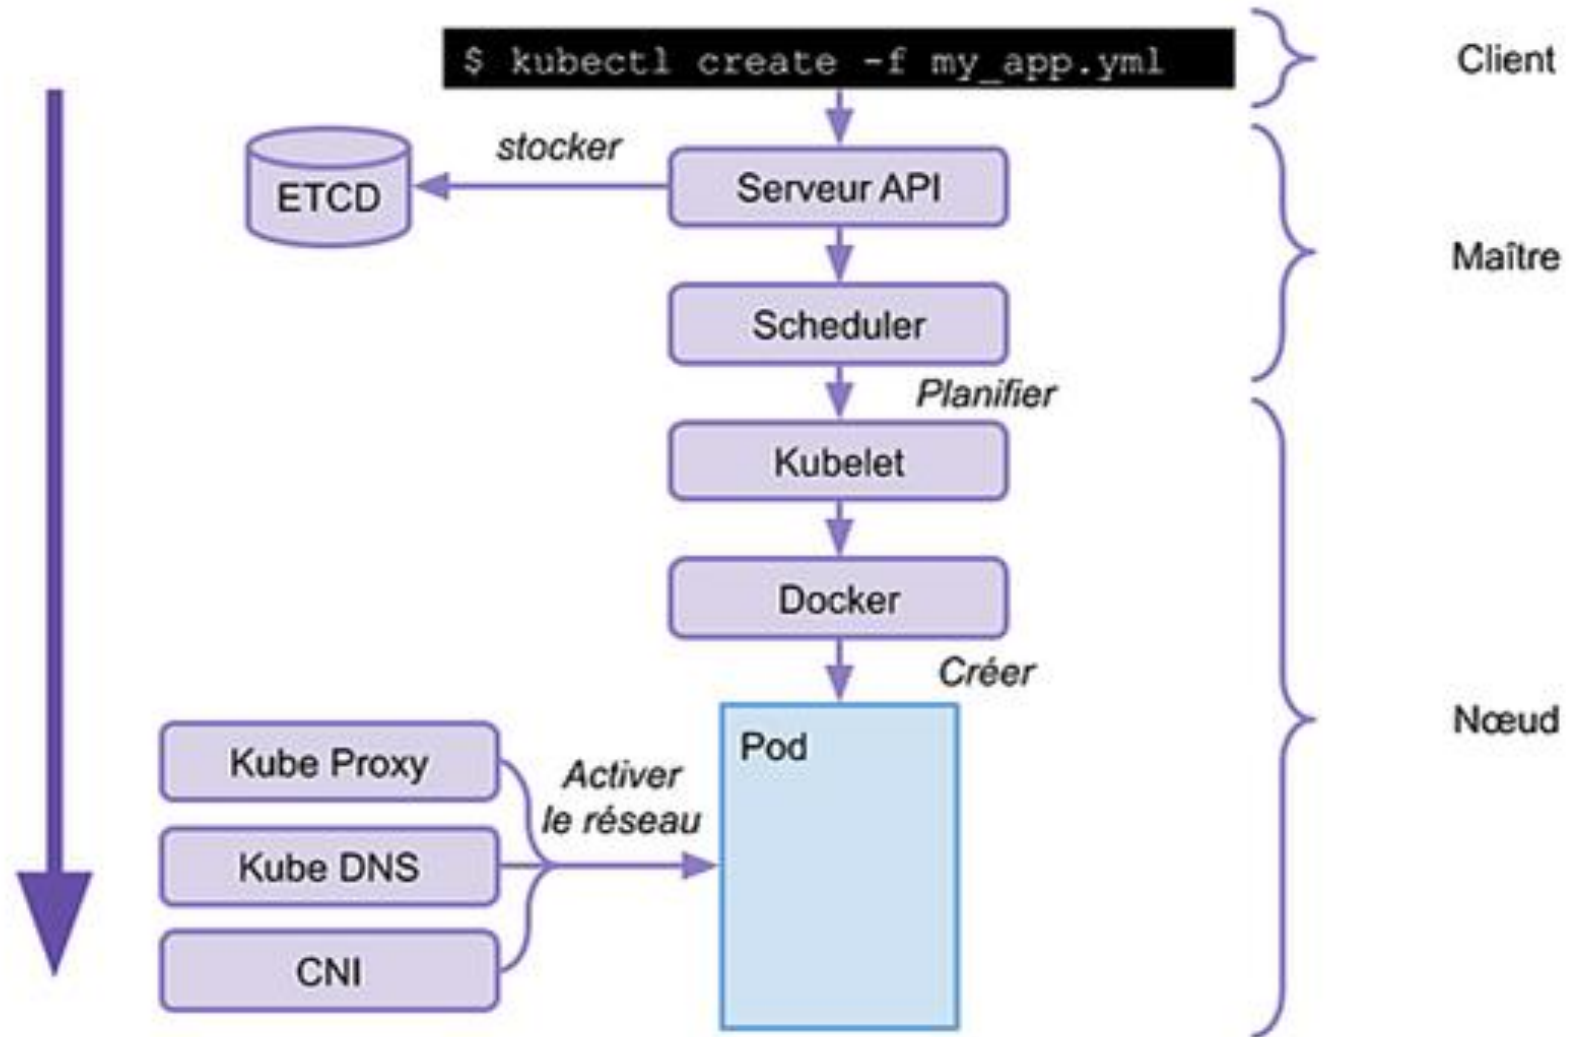 $ kubectl create -f my_app.yml
Client
stocker
ETCD
Serveur API
Maître
Scheduler
Planifier
Kubelet
Docker
Créer
Nœud
Kube Proxy
Activer
le réseau
Pod
Kube DNS
CNI